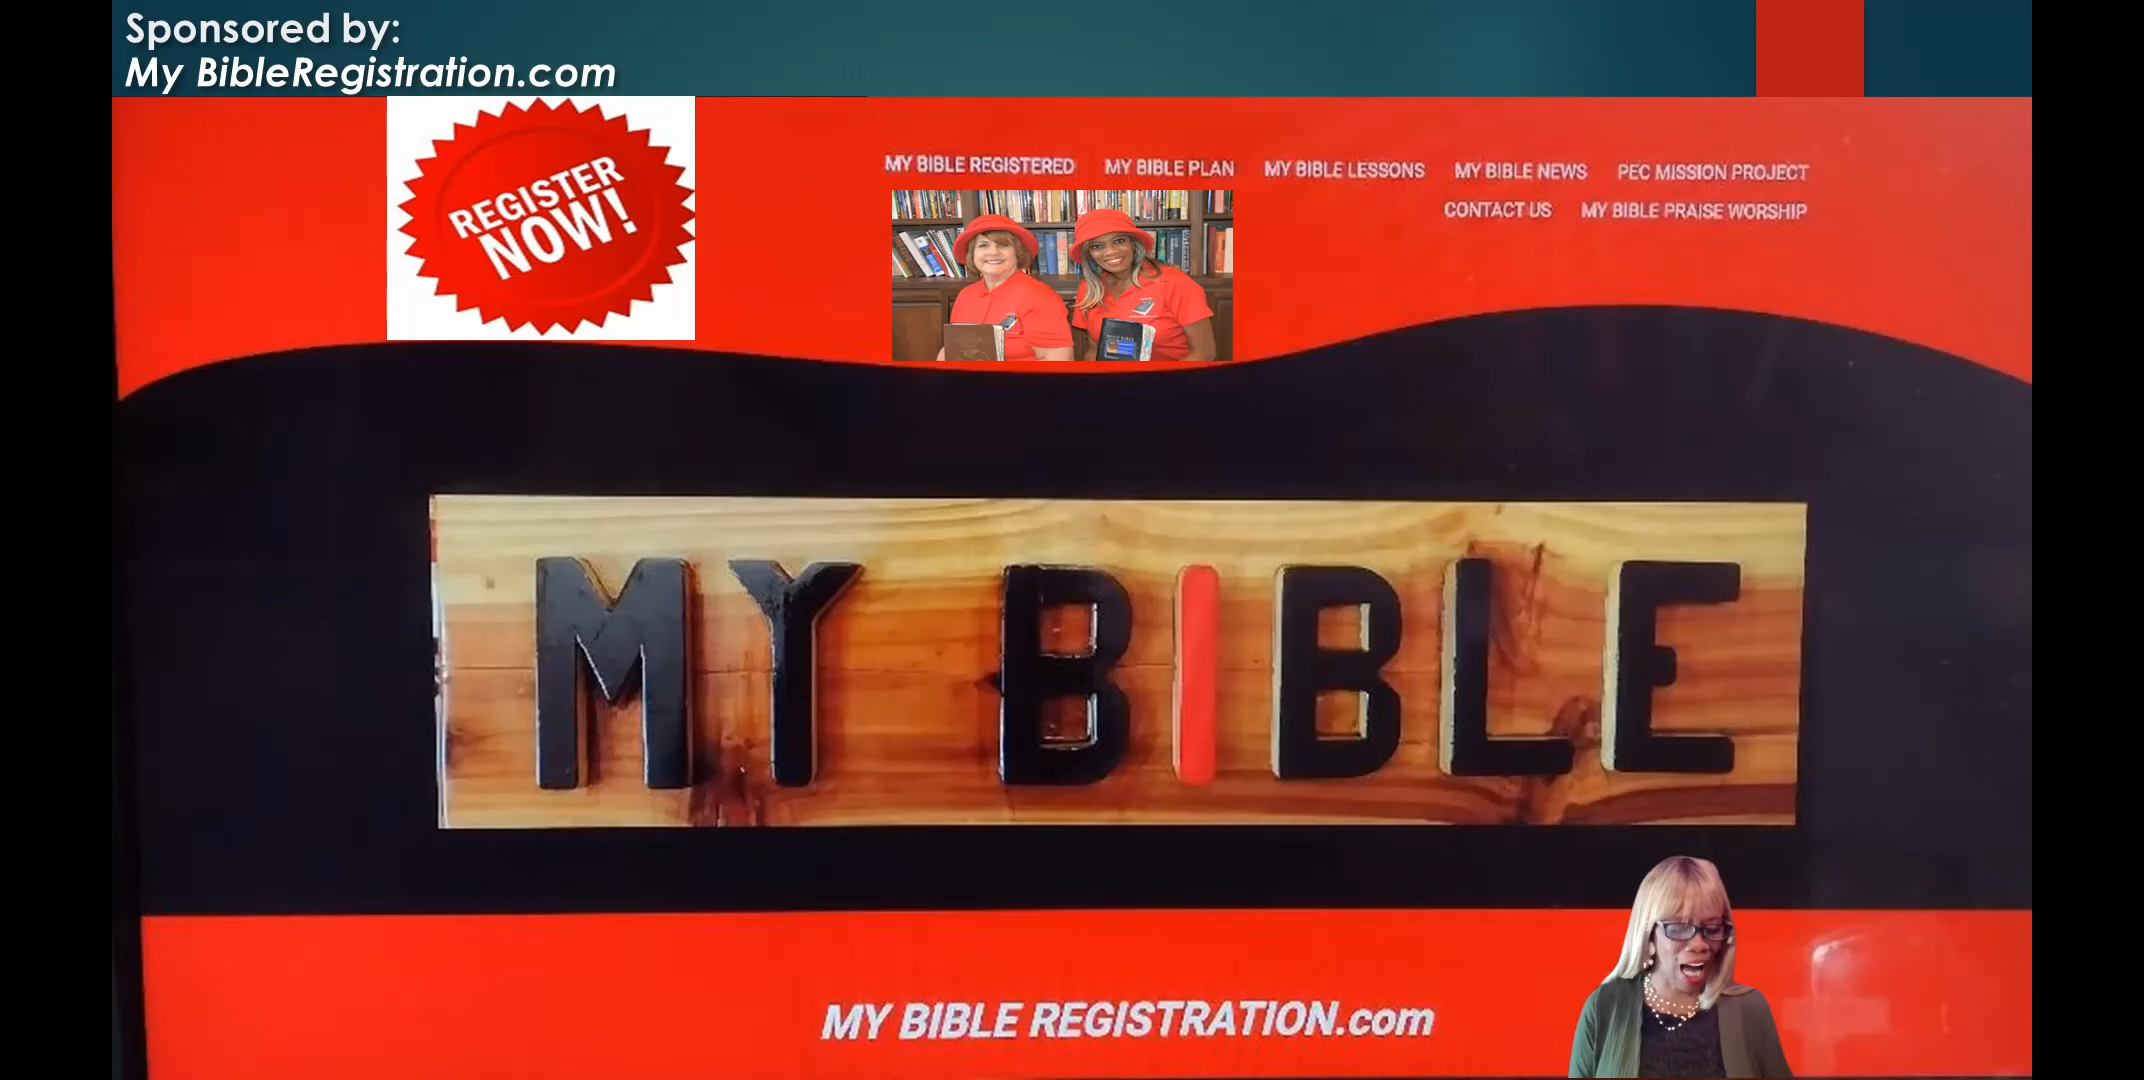 Sponsored by:
My BibleRegistration.com
REGISTER
NOW!
MY BIBLE REGISTERED MY BIBLE PLAN MY BIBLE LESSONS MY BIBLE NEWS PEC MISSION PROJECT
CONTACT US MY BIBLE PRAISE WORSHIP
MY BIBLE
MY BIBLE REGISTRATION.com